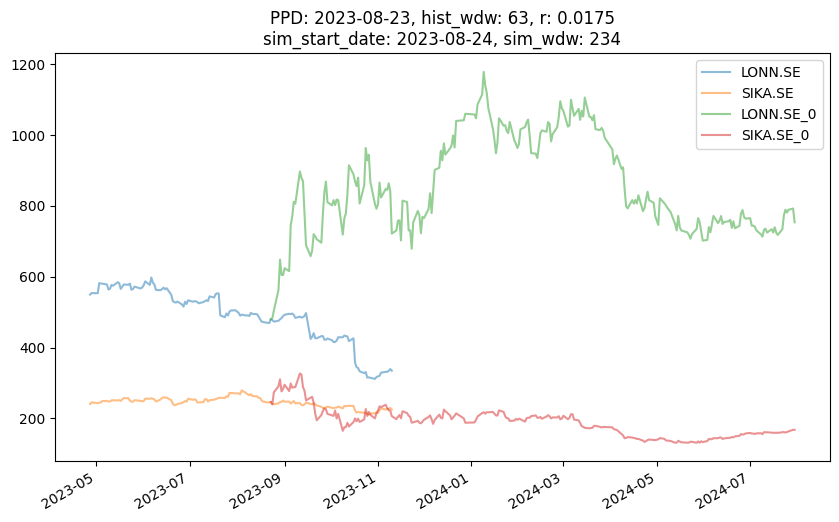 PPD: 2023-08-23, hist_wdw: 63, r: 0.0175
sim_start_date: 2023-08-24, sim_wdw: 234
LONN.SE
SIKA.SE
LONN.SE_0
SIKA.SE_0
1200
1000
800
600
400
200
2023-05
2023-07
2023-09
2023-11
2024-01
2024-03
2024-05
2024-07